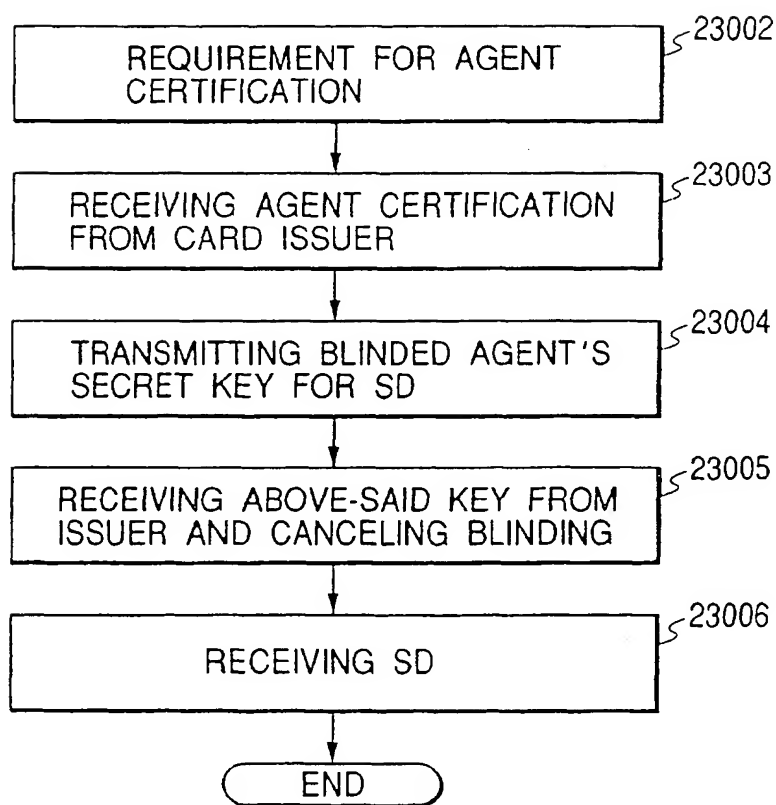 23002
REQUIREMENT FOR AGENT
CERTIFICATION
23003
RECEIVING AGENT CERTIFICATION
FROM CARD ISSUER
23004
TRANSMITTING BLINDED AGENT'S
SECRET KEY FOR SD
23005
RECEIVING ABOVE-SAID KEY FROM
ISSUER AND CANCELING BLINDING
23006
RECEIVING SD
END